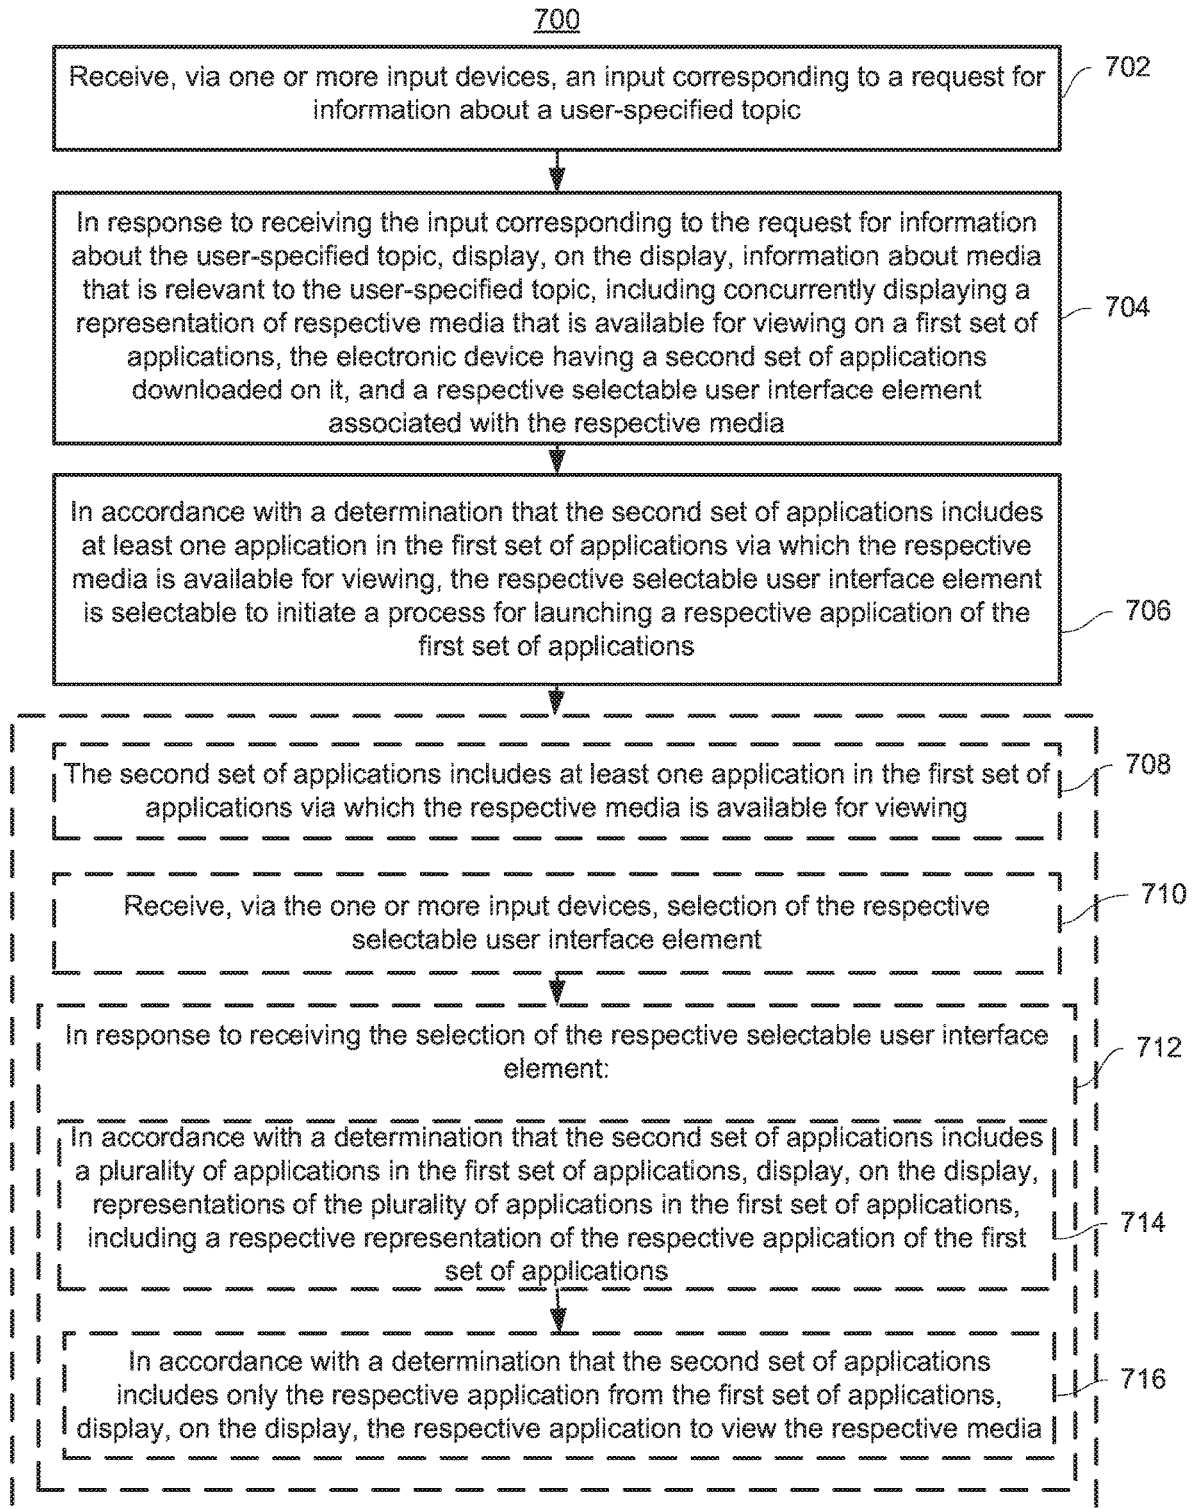 700
Receive, via one or more input devices, an input corresponding to a request for
information about a user-specified topic
702
In response to receiving the input corresponding to the request for information
about the user-specified topic, display, on the display, information about media
that is relevant to the user-specified topic, including concurrently displaying a
representation of respective media that is available for viewing on a first set of
applications, the electronic device having a second set of applications
downloaded on it, and a respective selectable user interface element
associated with the respective media
704
In accordance with a determination that the second set of applications includes
at least one application in the first set of applications via which the respective
media is available for viewing, the respective selectable user interface element
is selectable to initiate a process for launching a respective application of the
first set of applications
706
The second set of applications includes at least one application in the first set of
applications via which the respective media is available for viewing
708
Receive, via the one or more input devices, selection of the respective
selectable user interface element
710
In response to receiving the selection of the respective selectable user interface
element:
712
In accordance with a determination that the second set of applications includes
a plurality of applications in the first set of applications, display, on the display,
representations of the plurality of applications in the first set of applications,
including a respective representation of the respective application of the first
set of applications
714
In accordance with a determination that the second set of applications
includes only the respective application from the first set of applications,
display, on the display, the respective application to view the respective media
716